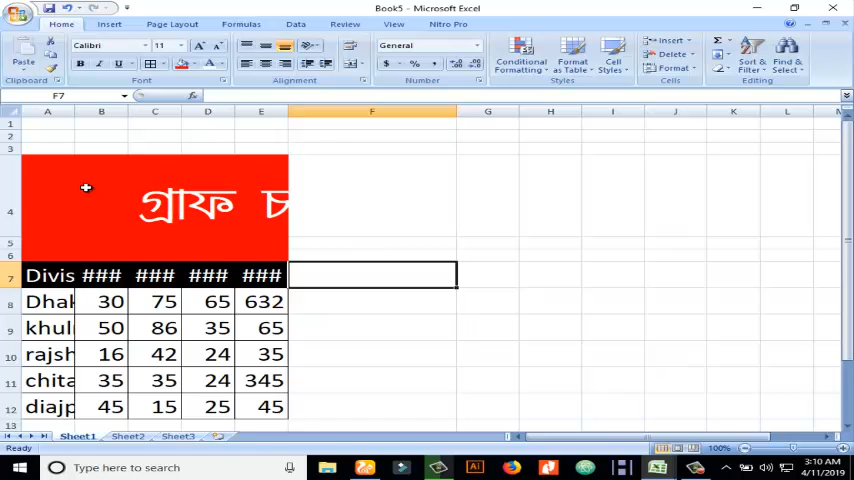 Book5 - Microsoft Excel
Home Insert Page Layout Formulas Data Review View Nitro Pro
Calibri 11 General Insert Σ
Paste Conditional Format Cell Delete Sort & Find &
B I U $ % , Formatting as Table Styles Format Filter Select
Clipboard Font Alignment Number Styles Cells Editing
F7 fx
A B C D E F G H I J K L M
1
2
3
4 গ্রাফ চ
5
6
7 Divis ### ### ### ###
8 Dhak 30 75 65 632
9 khuln 50 86 35 65
10 rajsh 16 42 24 35
11 chita 35 35 24 345
12 diajp 45 15 25 45
13
Sheet1 Sheet2 Sheet3
Ready 100%
Type here to search Ai 3:10 AM
4/11/2019